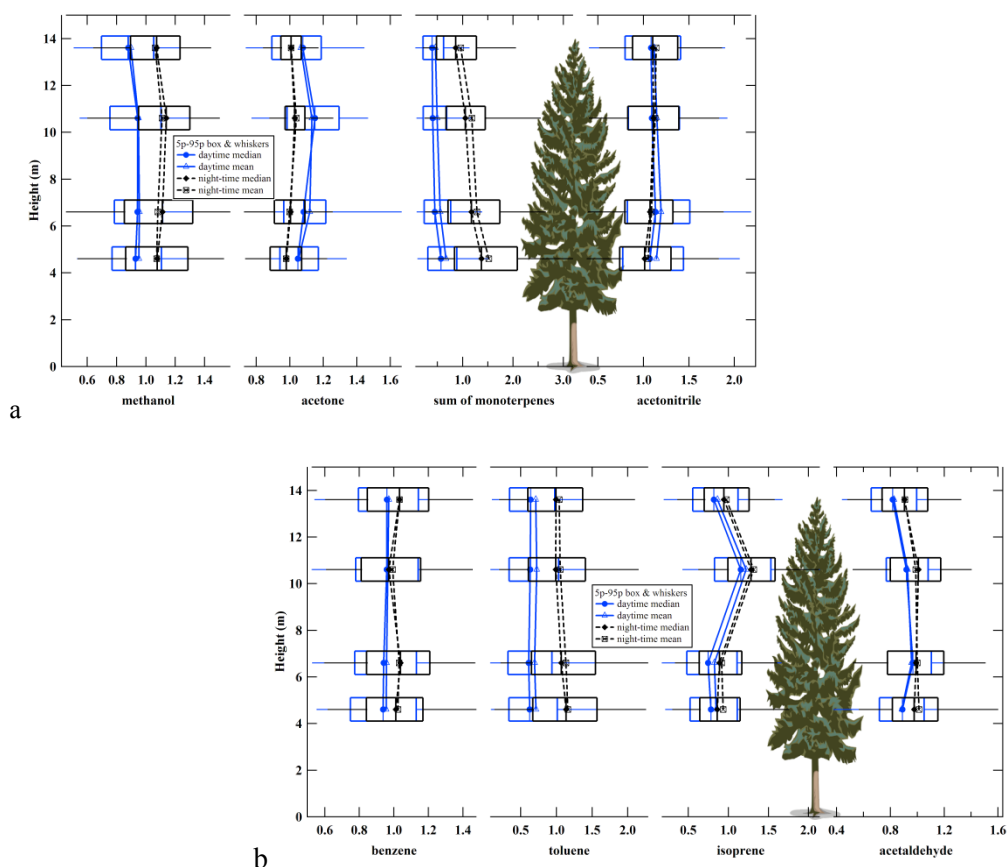 14
12
10
8
6
4
2
0
Height (m)
5p-95p box & whiskers
daytime median
daytime mean
night-time median
night-time mean
0.6 0.8 1.0 1.2 1.4
0.8 1.0 1.2 1.4 1.6
1.0 2.0 3.0
0.5 1.0 1.5 2.0
methanol acetone sum of monoterpenes acetonitrile
a
14
12
10
8
6
4
2
0
Height (m)
5p-95p box & whiskers
daytime median
daytime mean
night-time median
night-time mean
0.6 0.8 1.0 1.2 1.4
0.5 1.0 1.5 2.0
0.5 1.0 1.5 2.0
0.4 0.8 1.2 1.6
benzene toluene isoprene acetaldehyde
b